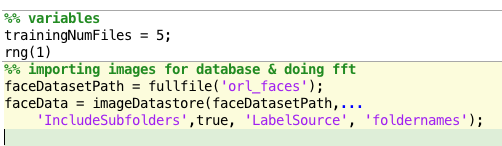 %% variables
trainingNumFiles = 5;
rng(1)
%% importing images for database & doing fft
faceDatasetPath = fullfile('orl_faces');
faceData = imageDatastore(faceDatasetPath,...
'IncludeSubfolders',true, 'LabelSource', 'foldernames');